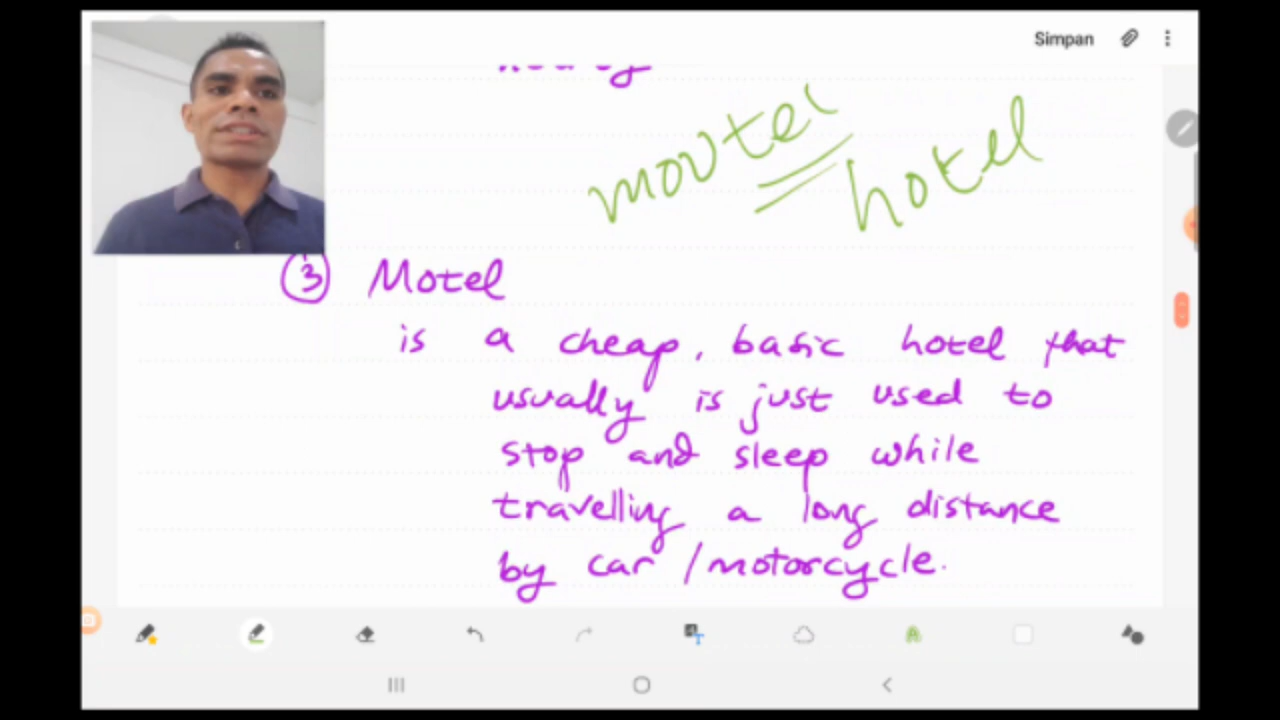 Simpan
moutel
hotel
3 Motel
is a cheap, basic hotel that
usually is just used to
stop and sleep while
travelling a long distance
by car / motorcycle.